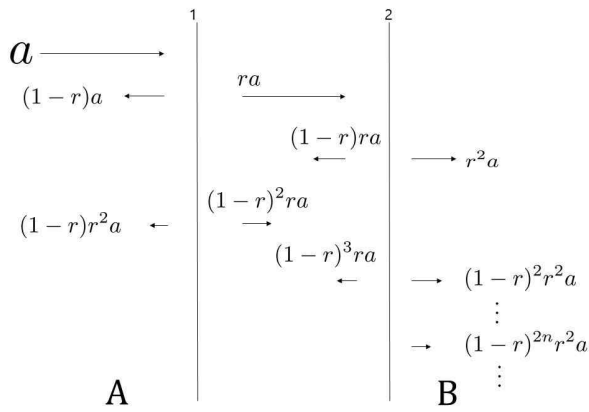 1 2
a
(1 − r)a ra
(1 − r)ra
r²a
(1 − r)²ra
(1 − r)r²a
(1 − r)³ra
(1 − r)²r²a
⋮
(1 − r)²ⁿr²a
⋮
A B